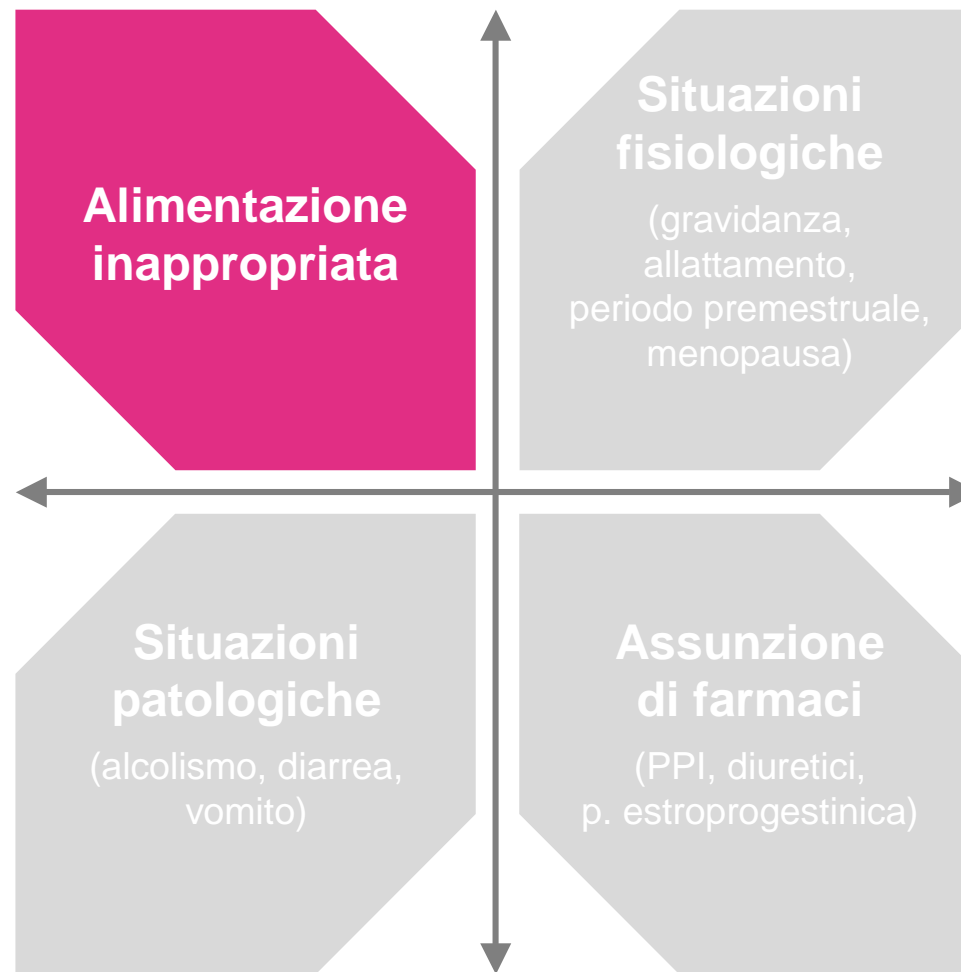 Alimentazione
inappropriata
Situazioni
fisiologiche
(gravidanza,
allattamento,
periodo premestruale,
menopausa)
Situazioni
patologiche
(alcolismo, diarrea,
vomito)
Assunzione
di farmaci
(PPI, diuretici,
p. estroprogestinica)